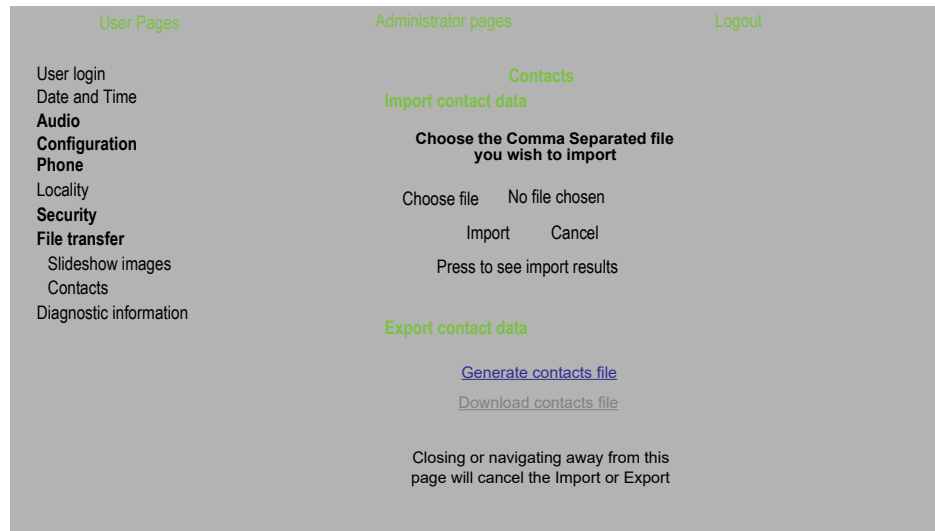 User Pages
Administrator pages
Logout
User login
Date and Time
Audio
Configuration
Phone
Locality
Security
File transfer
Slideshow images
Contacts
Diagnostic information
Contacts
Import contact data
Choose the Comma Separated file
you wish to import
Choose file
No file chosen
Import
Cancel
Press to see import results
Export contact data
Generate contacts file
Download contacts file
Closing or navigating away from this
page will cancel the Import or Export